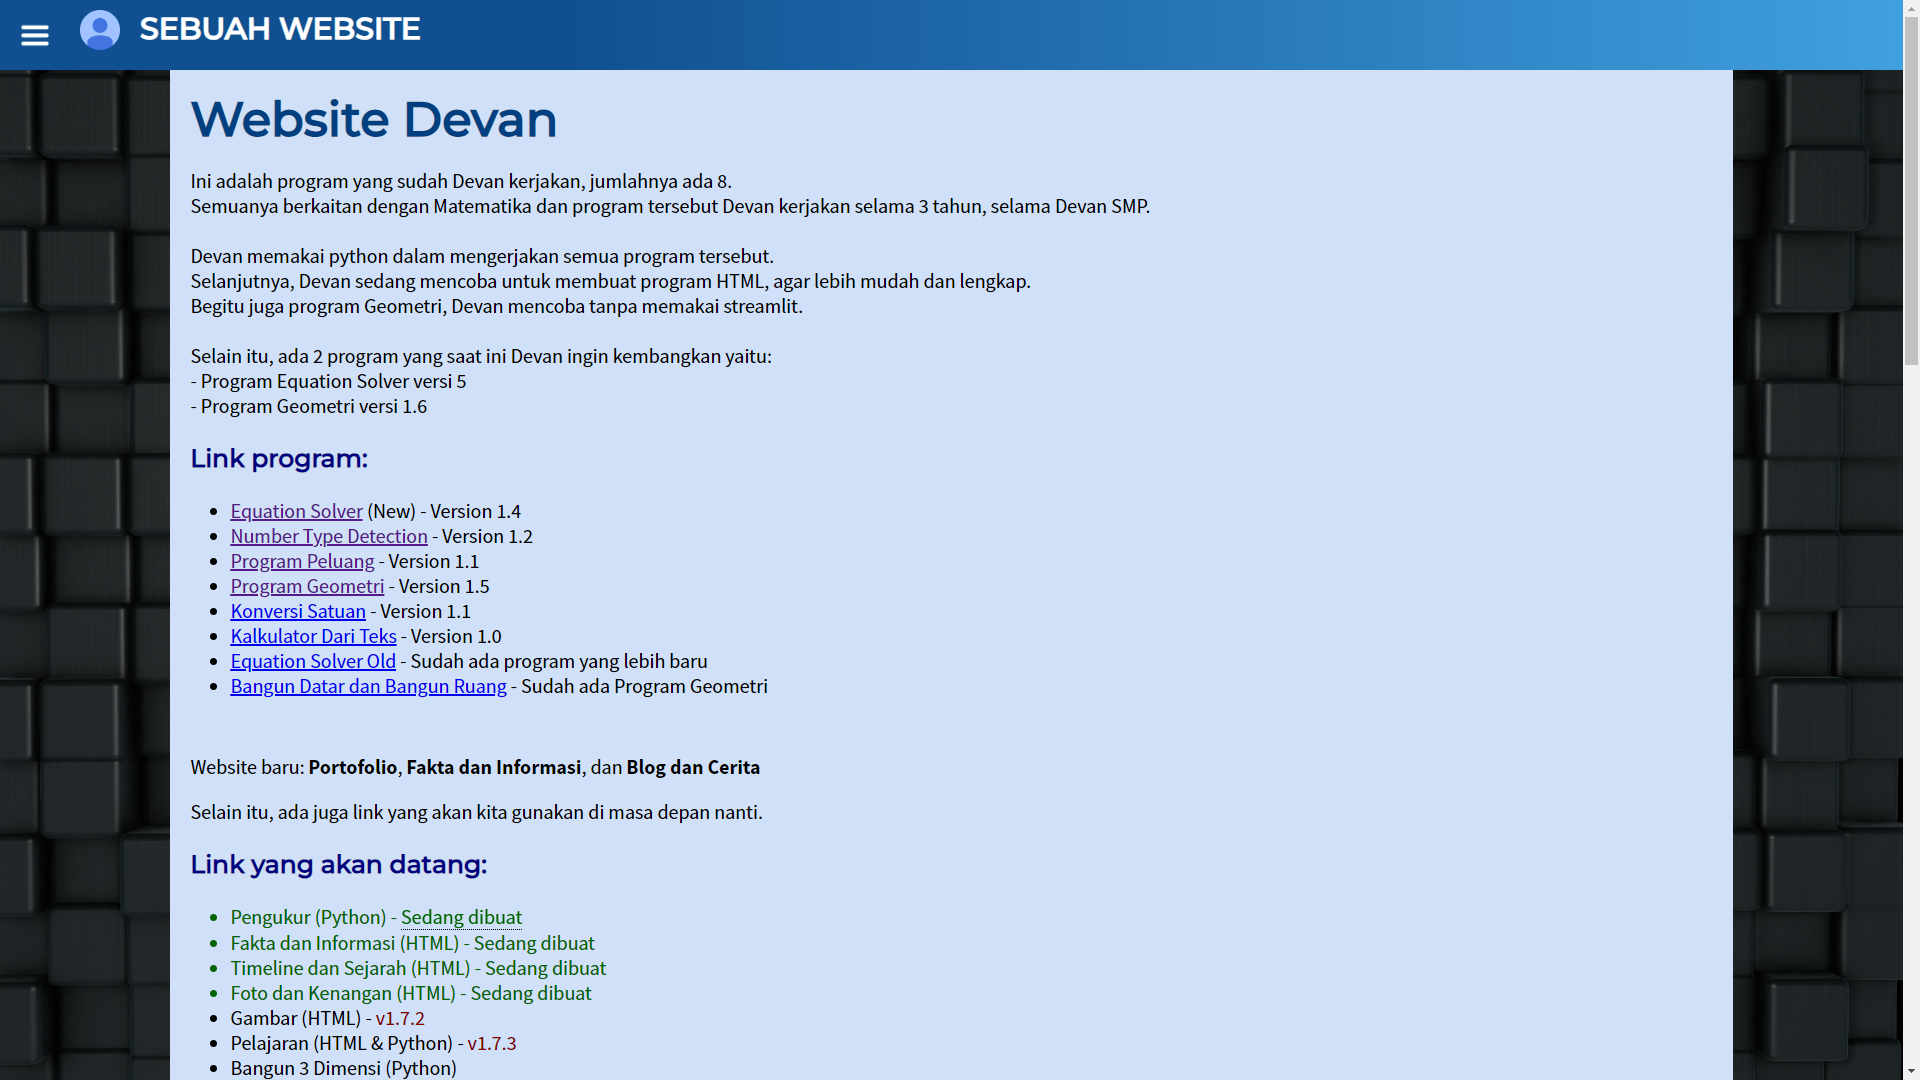 SEBUAH WEBSITE
Website Devan
Ini adalah program yang sudah Devan kerjakan, jumlahnya ada 8.
Semuanya berkaitan dengan Matematika dan program tersebut Devan kerjakan selama 3 tahun, selama Devan SMP.
Devan memakai python dalam mengerjakan semua program tersebut.
Selanjutnya, Devan sedang mencoba untuk membuat program HTML, agar lebih mudah dan lengkap.
Begitu juga program Geometri, Devan mencoba tanpa memakai streamlit.
Selain itu, ada 2 program yang saat ini Devan ingin kembangkan yaitu:
- Program Equation Solver versi 5
- Program Geometri versi 1.6
Link program:
Equation Solver (New) - Version 1.4
Number Type Detection - Version 1.2
Program Peluang - Version 1.1
Program Geometri - Version 1.5
Konversi Satuan - Version 1.1
Kalkulator Dari Teks - Version 1.0
Equation Solver Old - Sudah ada program yang lebih baru
Bangun Datar dan Bangun Ruang - Sudah ada Program Geometri
Website baru: Portofolio, Fakta dan Informasi, dan Blog dan Cerita
Selain itu, ada juga link yang akan kita gunakan di masa depan nanti.
Link yang akan datang:
Pengukur (Python) - Sedang dibuat
Fakta dan Informasi (HTML) - Sedang dibuat
Timeline dan Sejarah (HTML) - Sedang dibuat
Foto dan Kenangan (HTML) - Sedang dibuat
Gambar (HTML) - v1.7.2
Pelajaran (HTML & Python) - v1.7.3
Bangun 3 Dimensi (Python)